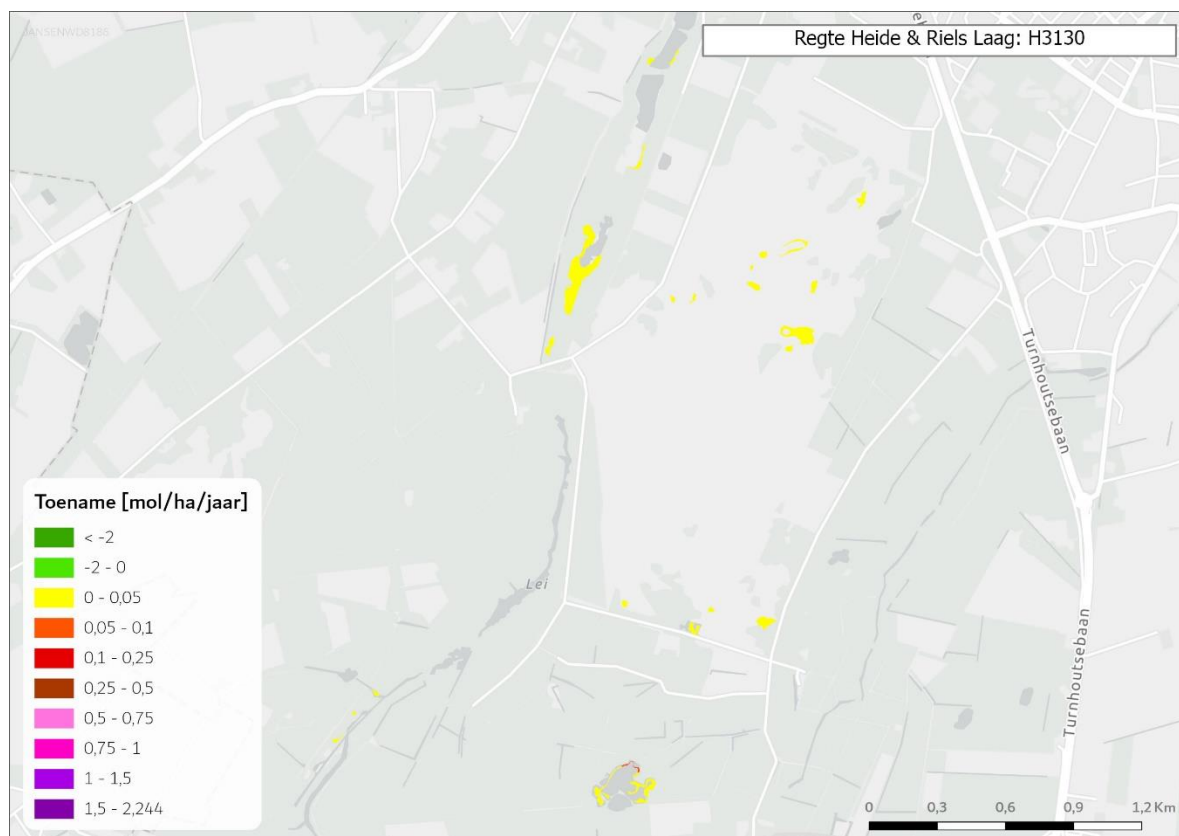 JANSENWD8188
Regte Heide & Riels Laag: H3130
Turnhoutsebaan
Lei
Turnhoutsebaan
Toename [mol/ha/jaar]
< -2
-2 - 0
0 - 0,05
0,05 - 0,1
0,1 - 0,25
0,25 - 0,5
0,5 - 0,75
0,75 - 1
1 - 1,5
1,5 - 2,244
0 0,3 0,6 0,9 1,2 Km